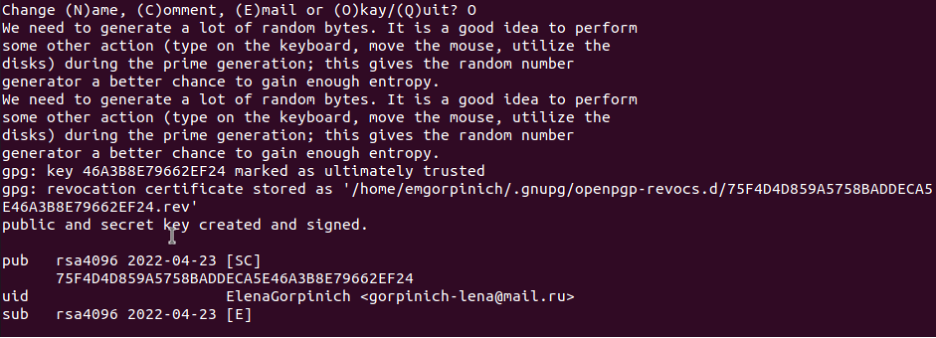 Change (N)ame, (C)omment, (E)mail or (O)kay/(Q)uit? O
We need to generate a lot of random bytes. It is a good idea to perform
some other action (type on the keyboard, move the mouse, utilize the
disks) during the prime generation; this gives the random number
generator a better chance to gain enough entropy.
We need to generate a lot of random bytes. It is a good idea to perform
some other action (type on the keyboard, move the mouse, utilize the
disks) during the prime generation; this gives the random number
generator a better chance to gain enough entropy.
gpg: key 46A3B8E79662EF24 marked as ultimately trusted
gpg: revocation certificate stored as '/home/emgorpinich/.gnupg/openpgp-revocs.d/75F4D4D859A5758BADDECA5
E46A3B8E79662EF24.rev'
public and secret key created and signed.
pub   rsa4096 2022-04-23 [SC]
      75F4D4D859A5758BADDECA5E46A3B8E79662EF24
uid                      ElenaGorpinich <gorpinich-lena@mail.ru>
sub   rsa4096 2022-04-23 [E]